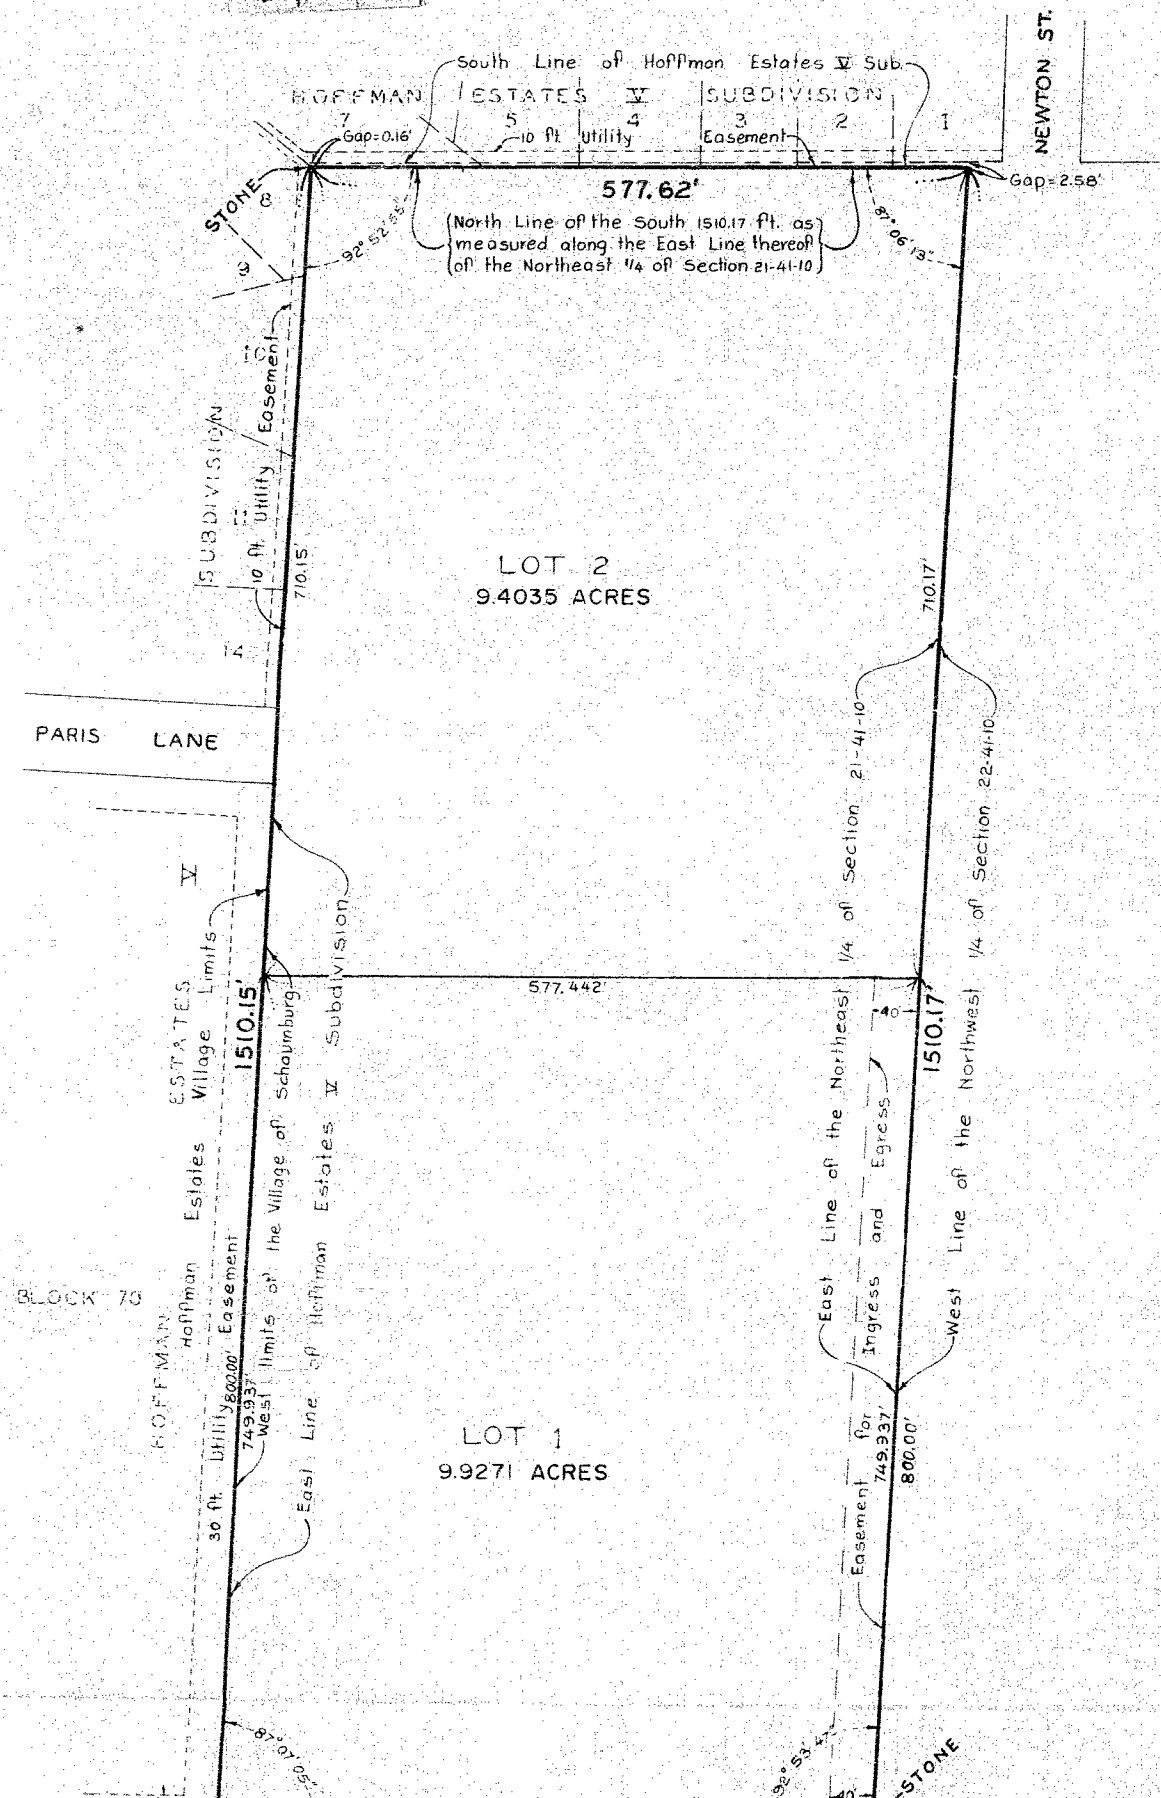 South Line of Hoffman Estates V Sub.
NEWTON ST.
HOFFMAN ESTATES V SUBDIVISION
7 5 4 3 2 1
Gap=0.16'
10 ft. Utility Easement
577.62'
Gap=2.58'
STONE
8
92° 52' 55"
(North Line of the South 1510.17 ft. as
measured along the East Line thereof
of the Northeast 1/4 of Section 21-41-10)
87° 06' 13"
9
10
10 ft. Utility Easement
SUBDIVISION
11
710.15'
LOT 2
9.4035 ACRES
710.17'
14
PARIS LANE
East Line of the Northeast 1/4 of Section 21-41-10
West Line of the Northwest 1/4 of Section 22-41-10
HOFFMAN ESTATES V
Hoffman Estates Village Limits
577.442'
1510.15'
West limits of the Village of Schaumburg
East Line of Hoffman Estates V Subdivision
40
1510.17'
Easement for Ingress and Egress
BLOCK 70
30 ft. Utility Easement
800.00'
749.937'
LOT 1
9.9271 ACRES
749.937'
800.00'
87° 07' 05"
92° 53' 47"
STONE
40'